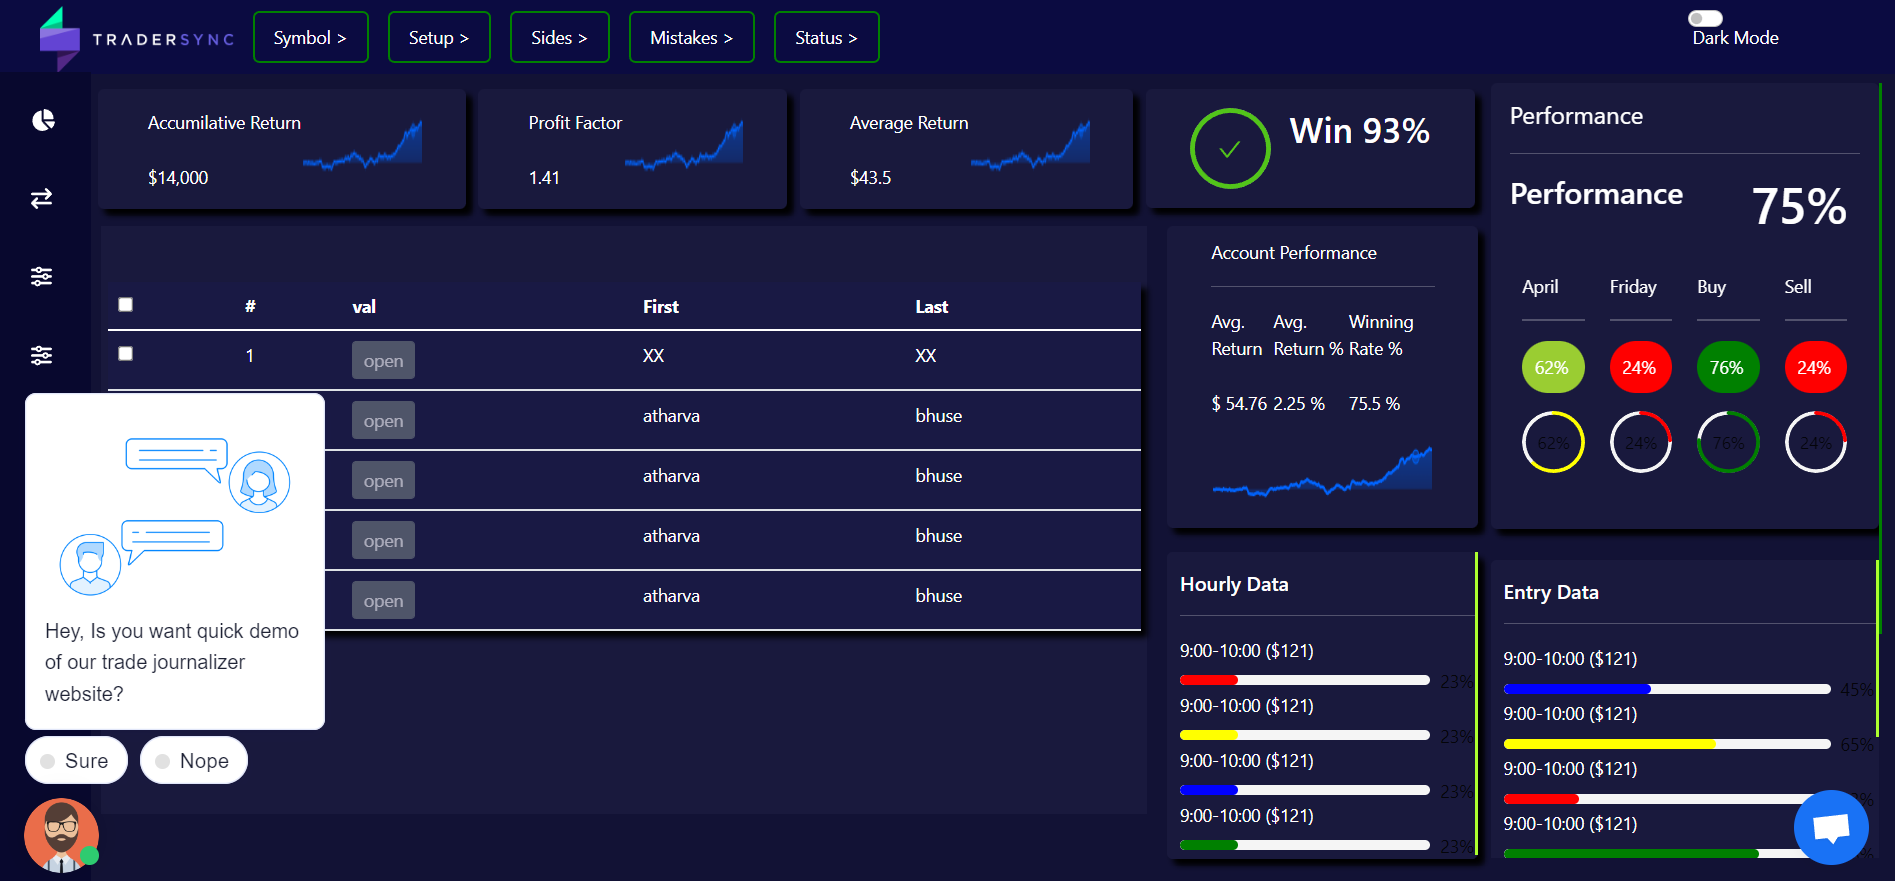 TRADERSYNC
Symbol >
Setup >
Sides >
Mistakes >
Status >
Dark Mode
Accumilative Return
$14,000
Profit Factor
1.41
Average Return
$43.5
Win 93%
Performance
Performance
75%
April Friday Buy Sell
62% 24% 76% 24%
62% 24% 76% 24%
# val First Last
1 open XX XX
open atharva bhuse
open atharva bhuse
open atharva bhuse
open atharva bhuse
Account Performance
Avg. Avg. Winning
Return Return % Rate %
$ 54.76 2.25 % 75.5 %
Hourly Data
9:00-10:00 ($121)
23%
9:00-10:00 ($121)
23%
9:00-10:00 ($121)
23%
9:00-10:00 ($121)
23%
Entry Data
9:00-10:00 ($121)
45%
9:00-10:00 ($121)
65%
9:00-10:00 ($121)
9:00-10:00 ($121)
Hey, Is you want quick demo
of our trade journalizer
website?
Sure
Nope